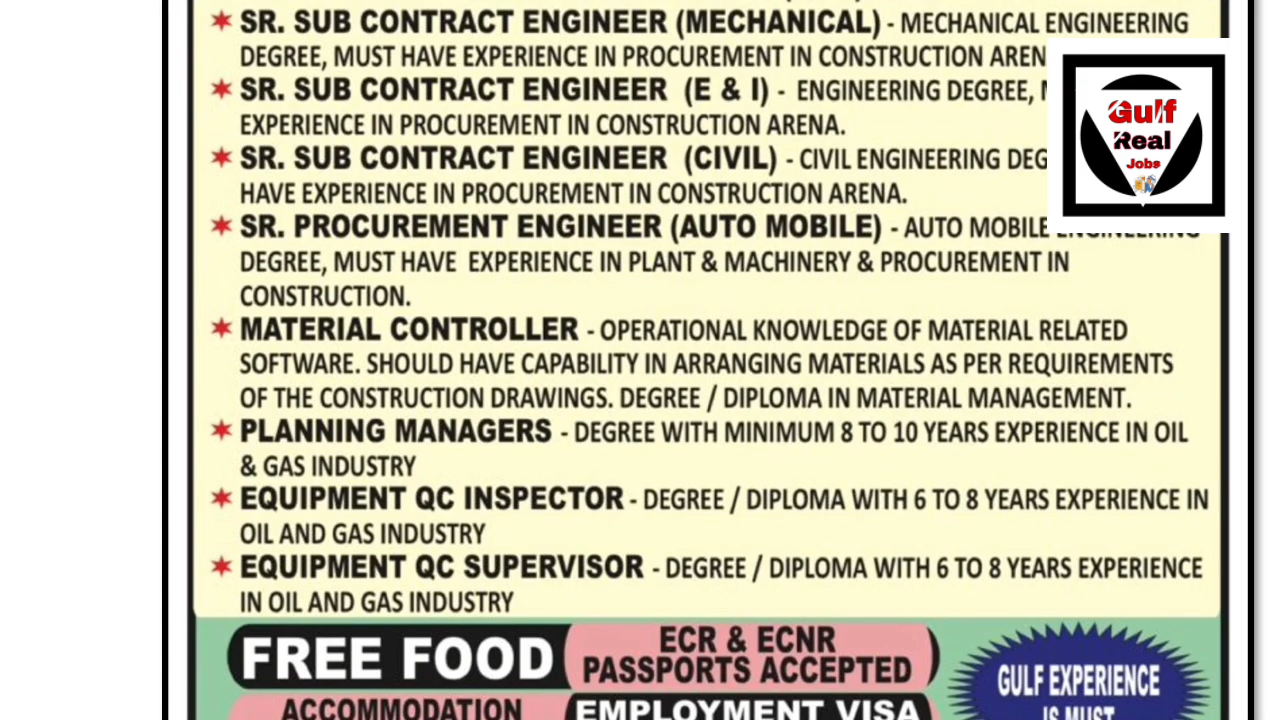 SR. SUB CONTRACT ENGINEER (MECHANICAL) - MECHANICAL ENGINEERING
DEGREE, MUST HAVE EXPERIENCE IN PROCUREMENT IN CONSTRUCTION
SR. SUB CONTRACT ENGINEER (E & I) - ENGINEERING DEGREE,
EXPERIENCE IN PROCUREMENT IN CONSTRUCTION ARENA.
SR. SUB CONTRACT ENGINEER (CIVIL) - CIVIL ENGINEERING
HAVE EXPERIENCE IN PROCUREMENT IN CONSTRUCTION ARENA.
SR. PROCUREMENT ENGINEER (AUTO MOBILE) - AUTO MOBILE ENGINEERING
DEGREE, MUST HAVE EXPERIENCE IN PLANT & MACHINERY & PROCUREMENT IN
CONSTRUCTION.
MATERIAL CONTROLLER - OPERATIONAL KNOWLEDGE OF MATERIAL RELATED
SOFTWARE. SHOULD HAVE CAPABILITY IN ARRANGING MATERIALS AS PER REQUIREMENTS
OF THE CONSTRUCTION DRAWINGS. DEGREE / DIPLOMA IN MATERIAL MANAGEMENT.
PLANNING MANAGERS - DEGREE WITH MINIMUM 8 TO 10 YEARS EXPERIENCE IN OIL
& GAS INDUSTRY
EQUIPMENT QC INSPECTOR - DEGREE / DIPLOMA WITH 6 TO 8 YEARS EXPERIENCE IN
OIL AND GAS INDUSTRY
EQUIPMENT QC SUPERVISOR - DEGREE / DIPLOMA WITH 6 TO 8 YEARS EXPERIENCE
IN OIL AND GAS INDUSTRY
FREE FOOD
ECR & ECNR
PASSPORTS ACCEPTED
ACCOMMODATION
EMPLOYMENT VISA
GULF EXPERIENCE
IS MUST
Gulf
Real
Jobs